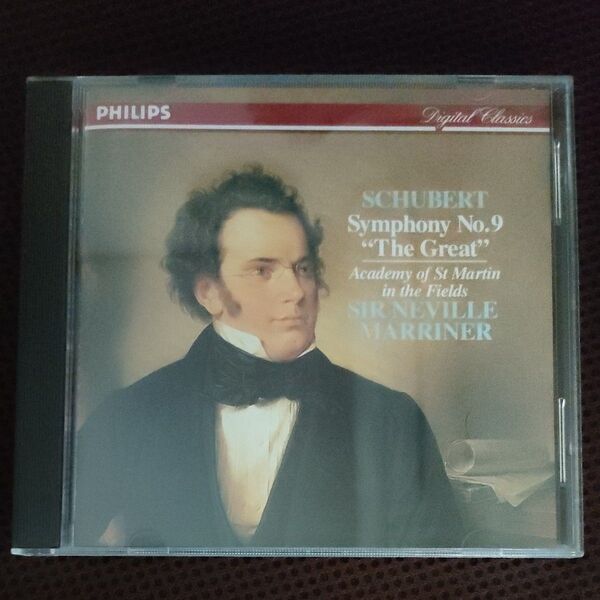 PHILIPS
Digital Classics
SCHUBERT
Symphony No.9
“The Great”
Academy of St Martin
in the Fields
SIR NEVILLE
MARRINER